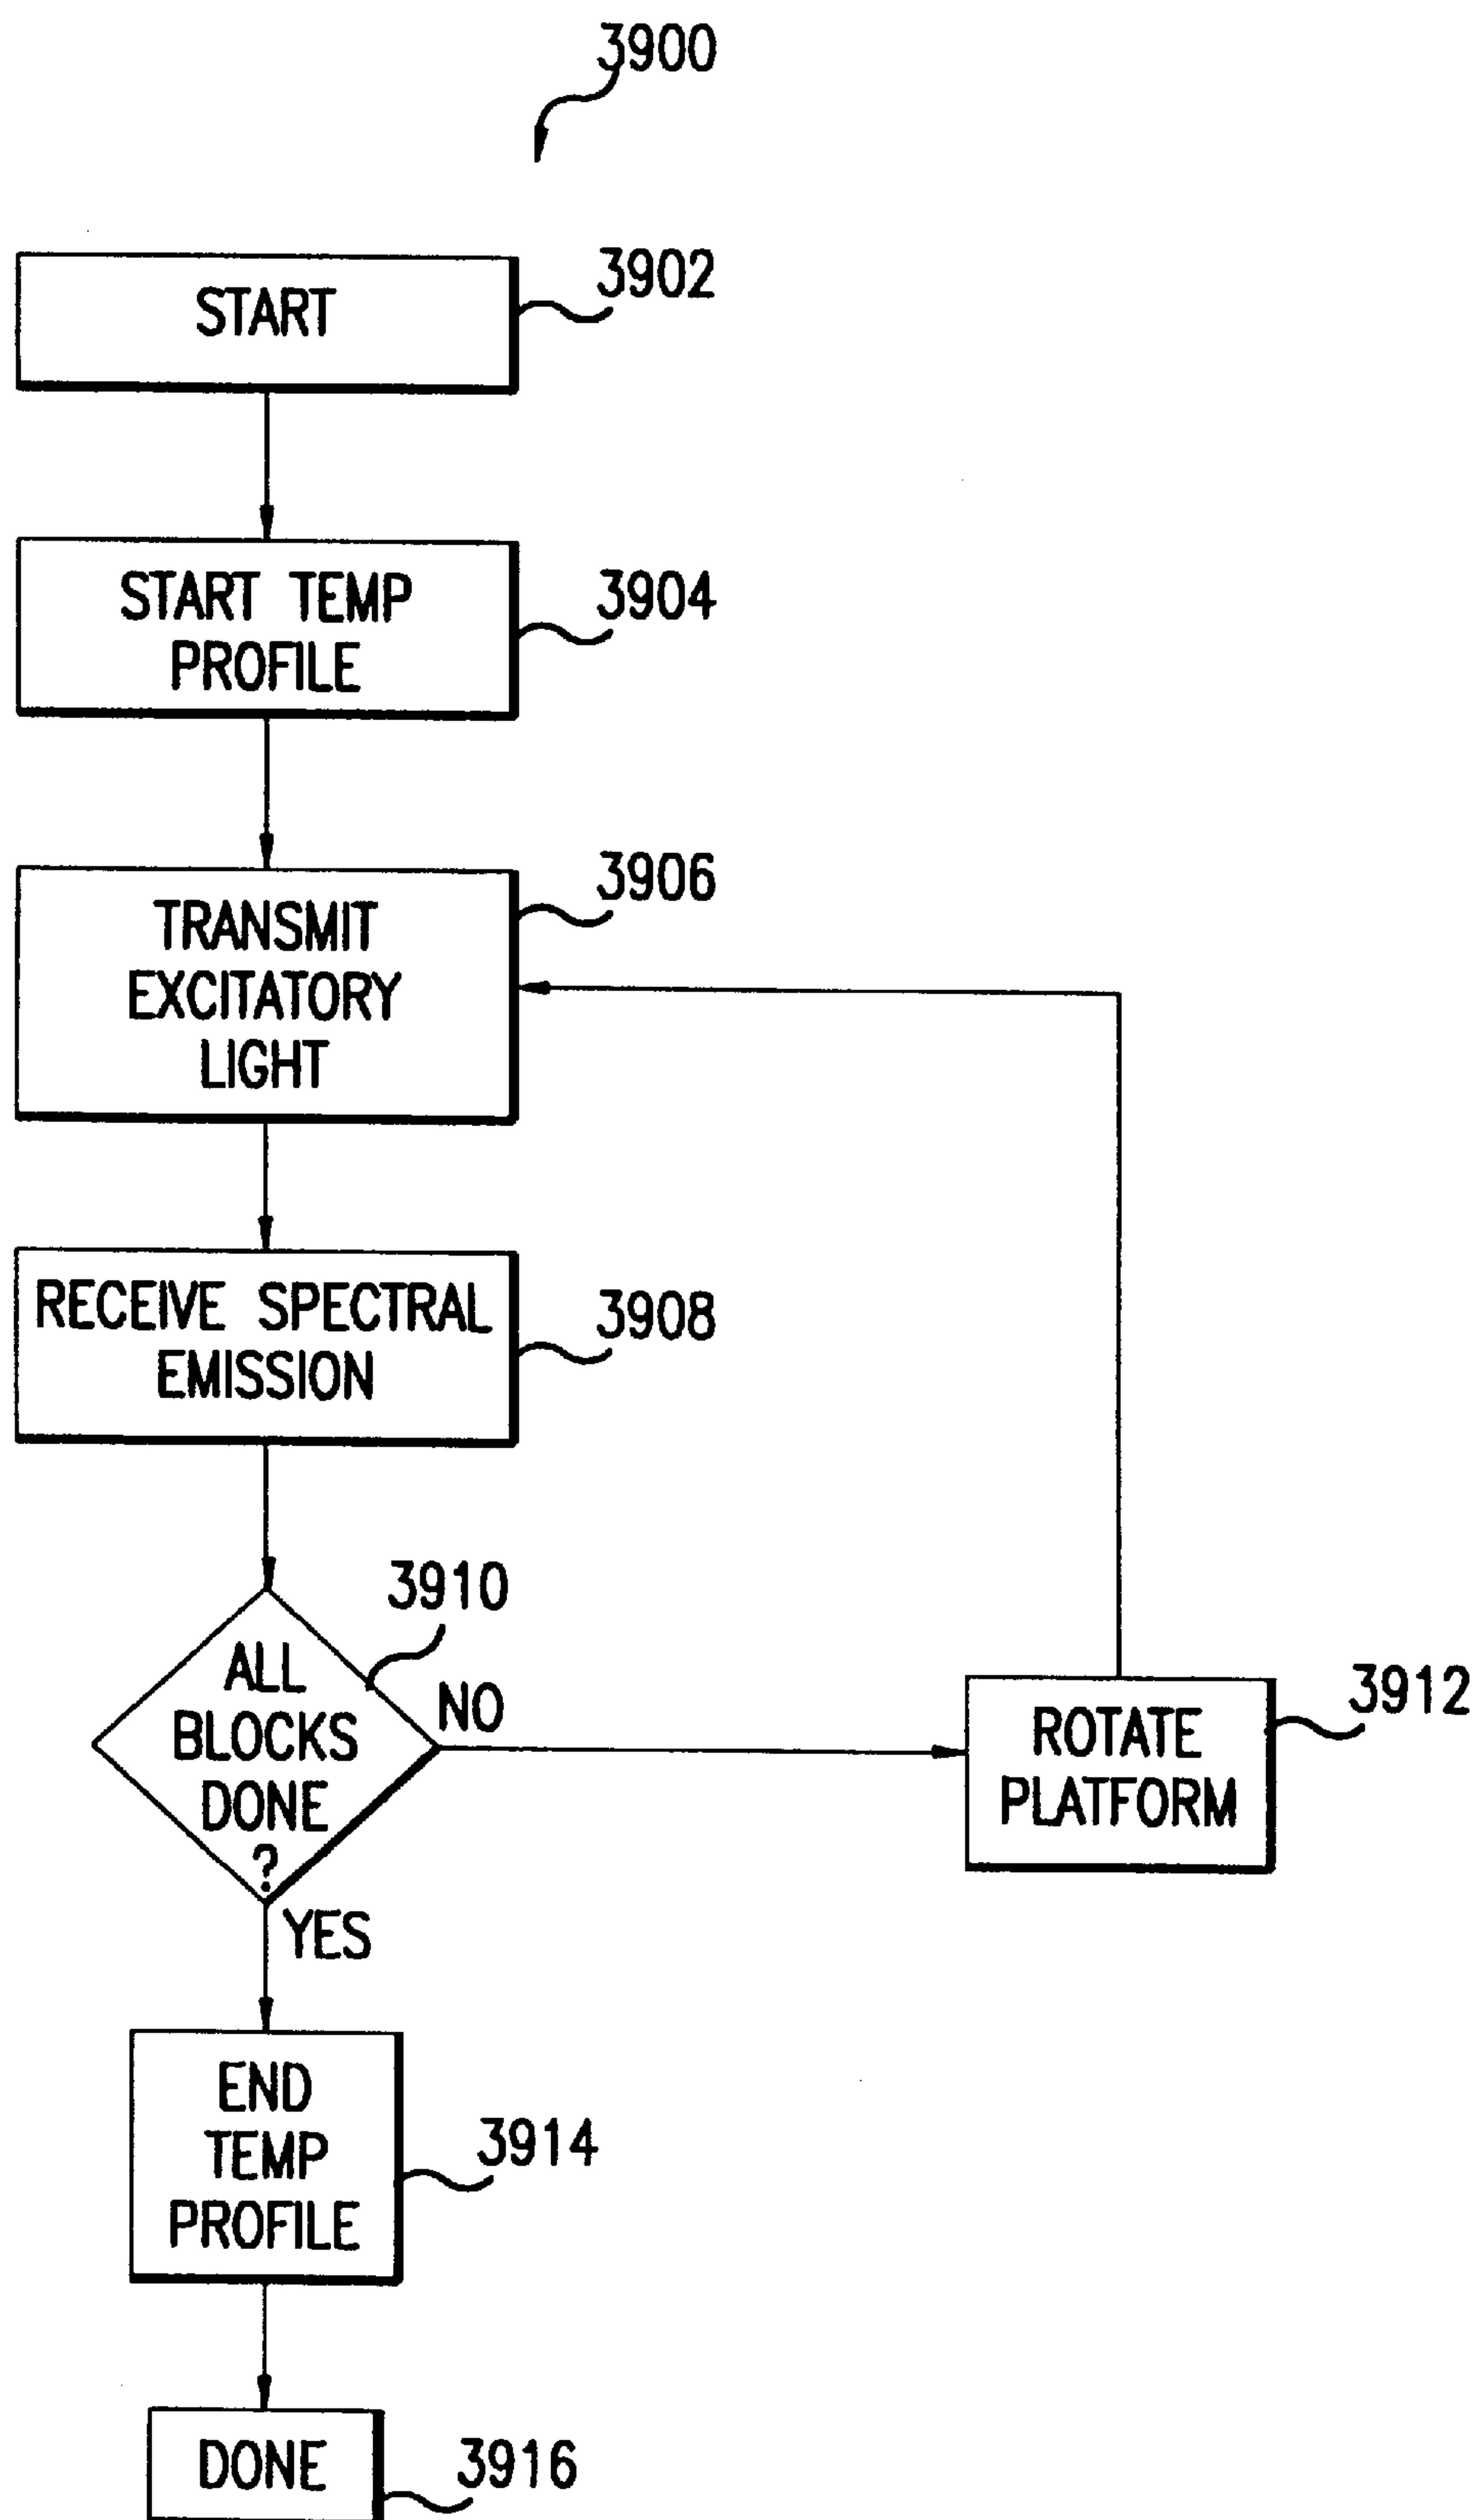 3900
START
3902
START TEMP
PROFILE
3904
TRANSMIT
EXCITATORY
LIGHT
3906
RECEIVE SPECTRAL
EMISSION
3908
ALL
BLOCKS
DONE
?
3910
NO
ROTATE
PLATFORM
3912
YES
END
TEMP
PROFILE
3914
DONE
3916